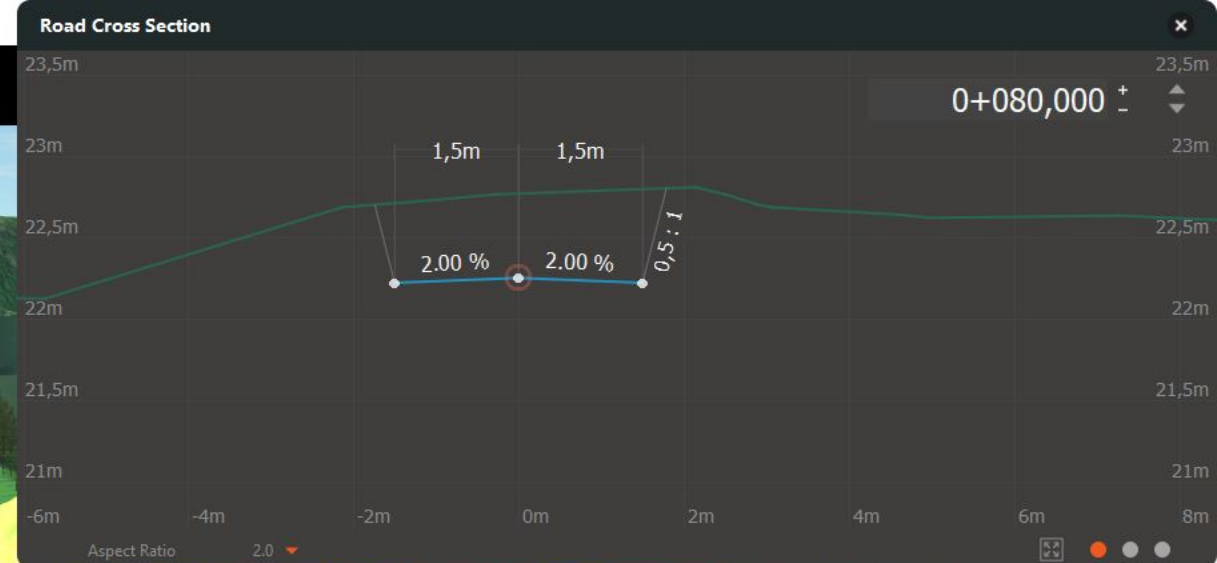 Road Cross Section
23,5m 23,5m
0+080,000 + -
23m 1,5m 1,5m 23m
22,5m 22,5m
0,5 : 1
2.00 % 2.00 %
22m 22m
21,5m 21,5m
21m 21m
-6m -4m -2m 0m 2m 4m 6m 8m
Aspect Ratio 2.0